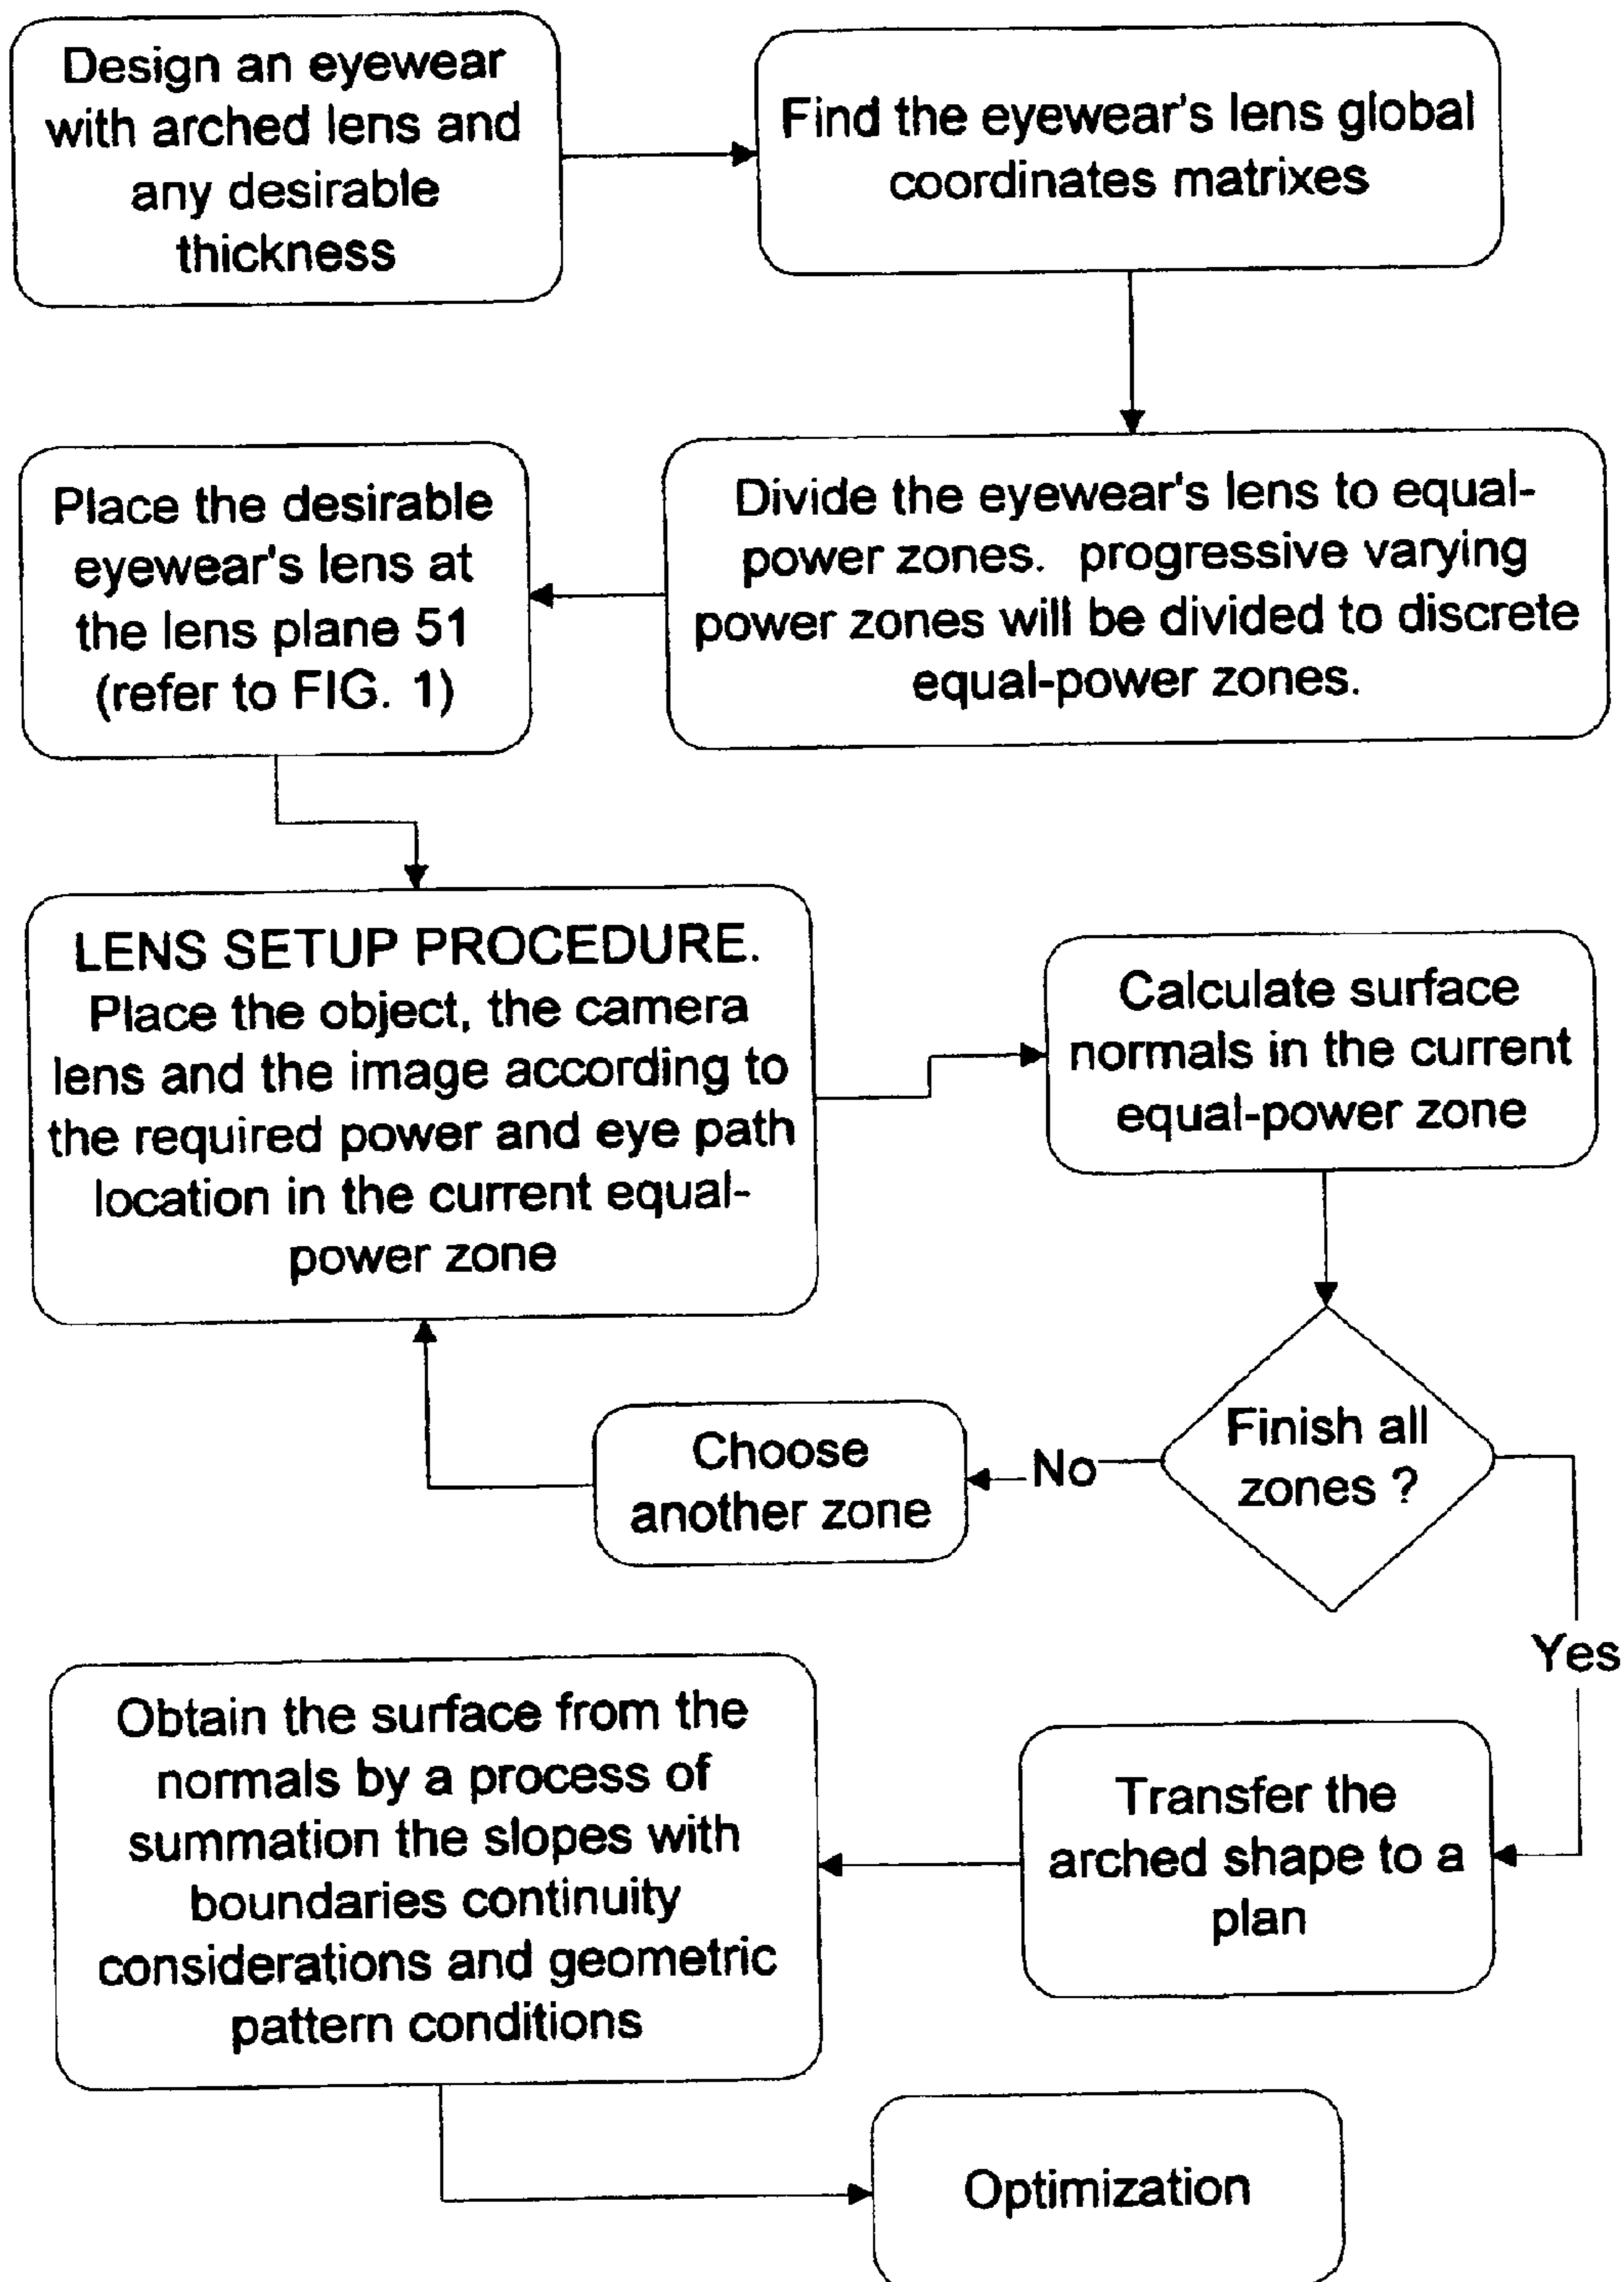 Design an eyewear
with arched lens and
any desirable
thickness
Find the eyewear's lens global
coordinates matrixes
Divide the eyewear's lens to equal-
power zones. progressive varying
power zones will be divided to discrete
equal-power zones.
Place the desirable
eyewear's lens at
the lens plane 51
(refer to FIG. 1)
LENS SETUP PROCEDURE.
Place the object, the camera
lens and the image according to
the required power and eye path
location in the current equal-
power zone
Calculate surface
normals in the current
equal-power zone
Finish all
zones ?
No
Choose
another zone
Yes
Transfer the
arched shape to a
plan
Obtain the surface from the
normals by a process of
summation the slopes with
boundaries continuity
considerations and geometric
pattern conditions
Optimization